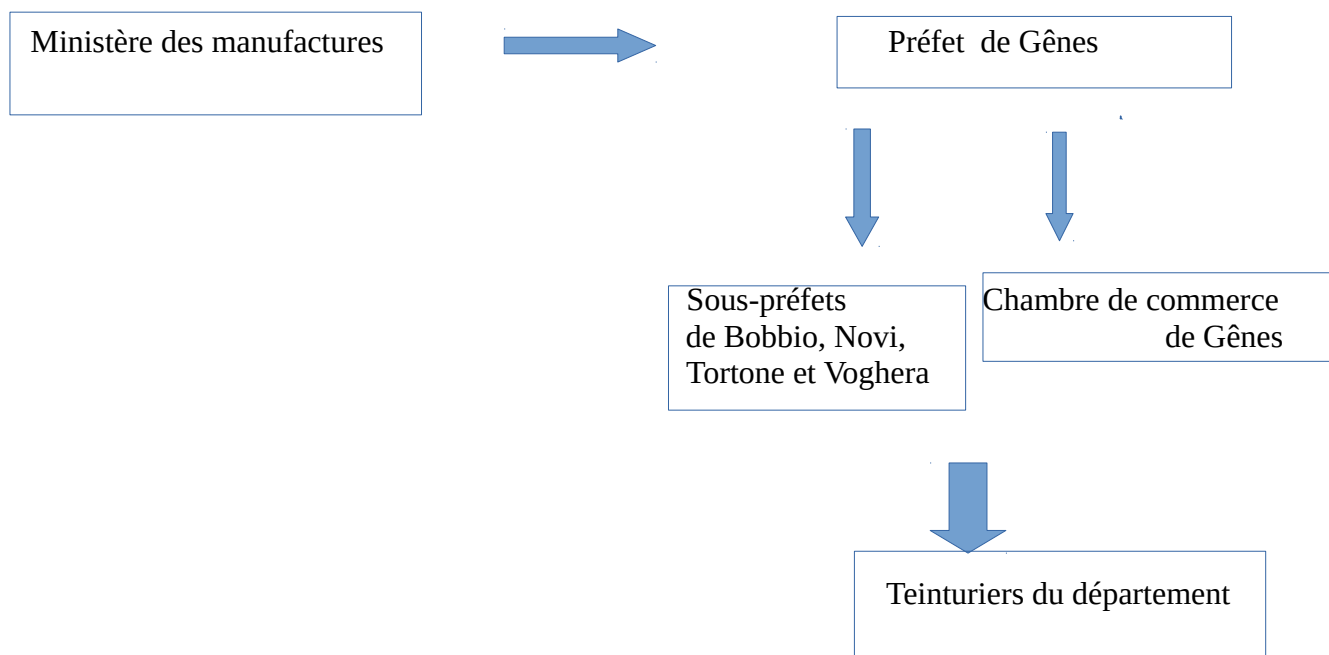 Ministère des manufactures
Préfet de Gênes
Sous-préfets
de Bobbio, Novi,
Tortone et Voghera
Chambre de commerce
de Gênes
Teinturiers du département